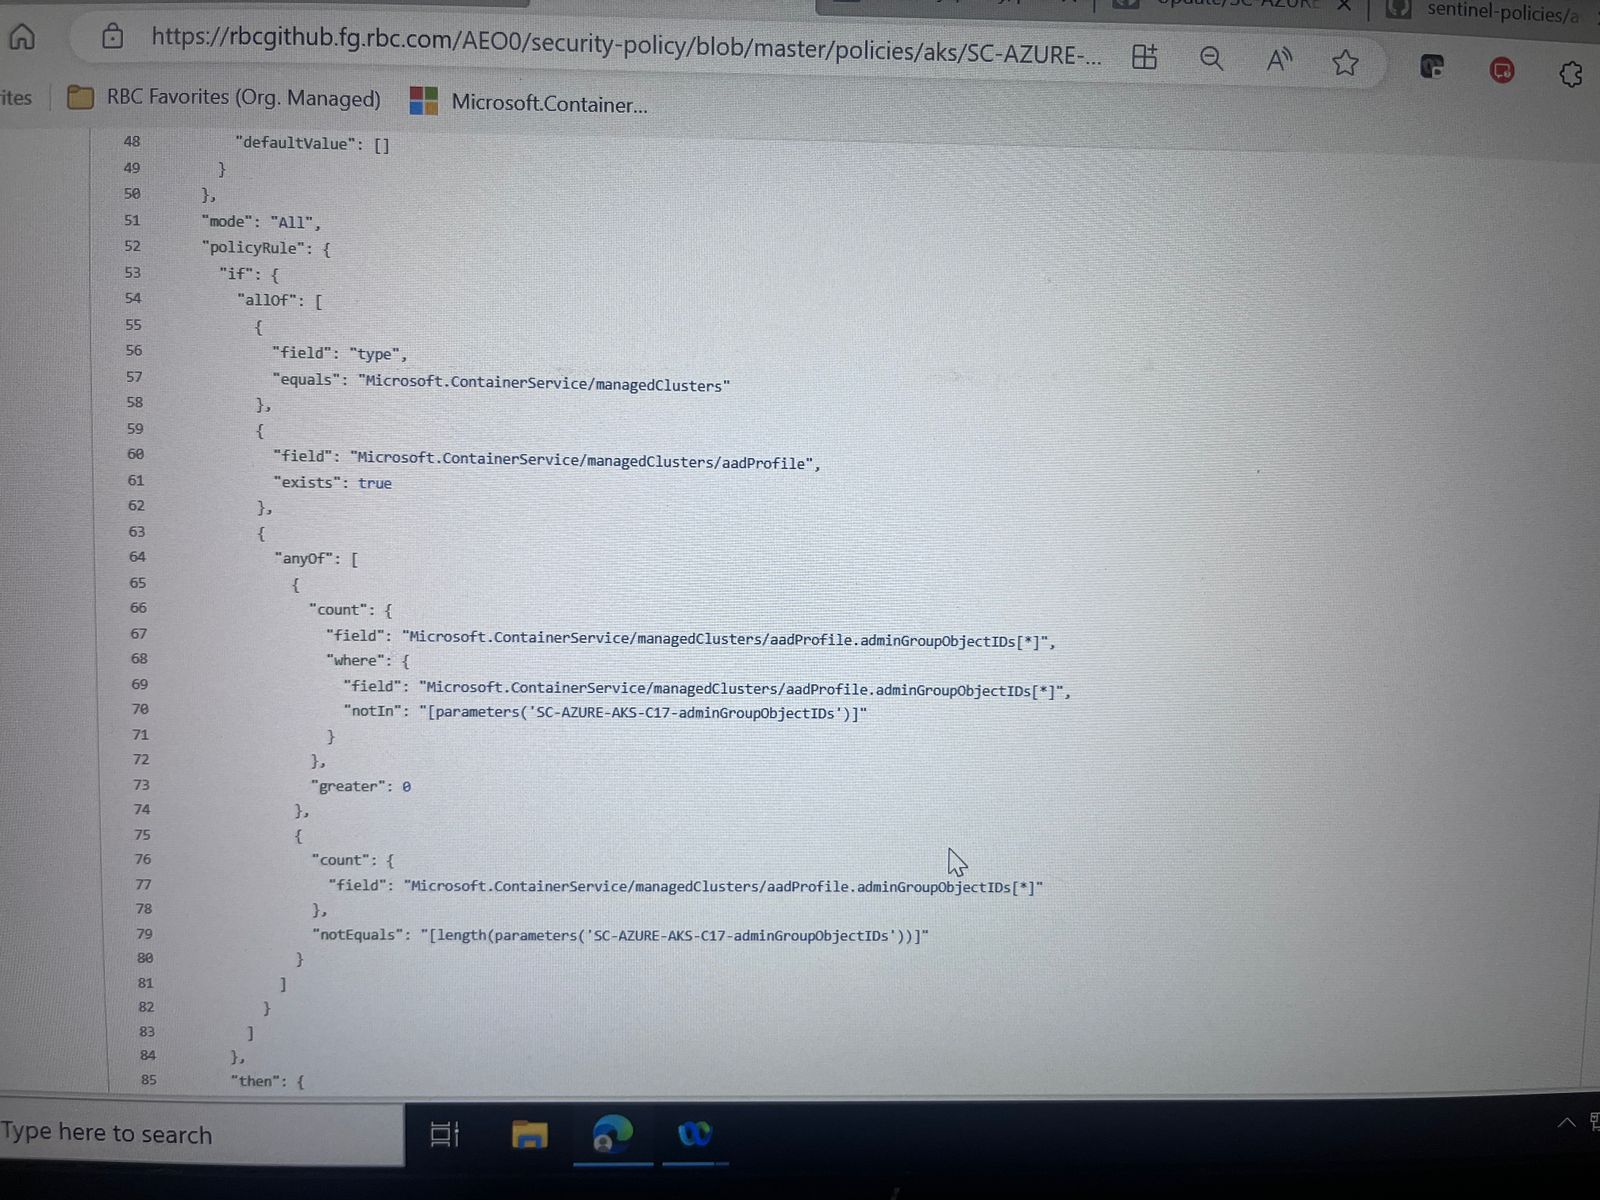 sentinel-policies/a
https://rbcgithub.fg.rbc.com/AEO0/security-policy/blob/master/policies/aks/SC-AZURE-...
ites
RBC Favorites (Org. Managed)
Microsoft.Container...
48 "defaultValue": []
49 }
50 },
51 "mode": "All",
52 "policyRule": {
53 "if": {
54 "allOf": [
55 {
56 "field": "type",
57 "equals": "Microsoft.ContainerService/managedClusters"
58 },
59 {
60 "field": "Microsoft.ContainerService/managedClusters/aadProfile",
61 "exists": true
62 },
63 {
64 "anyOf": [
65 {
66 "count": {
67 "field": "Microsoft.ContainerService/managedClusters/aadProfile.adminGroupObjectIDs[*]",
68 "where": {
69 "field": "Microsoft.ContainerService/managedClusters/aadProfile.adminGroupObjectIDs[*]",
70 "notIn": "[parameters('SC-AZURE-AKS-C17-adminGroupObjectIDs')]"
71 }
72 },
73 "greater": 0
74 },
75 {
76 "count": {
77 "field": "Microsoft.ContainerService/managedClusters/aadProfile.adminGroupObjectIDs[*]"
78 },
79 "notEquals": "[length(parameters('SC-AZURE-AKS-C17-adminGroupObjectIDs'))]"
80 }
81 ]
82 }
83 ]
84 },
85 "then": {
Type here to search